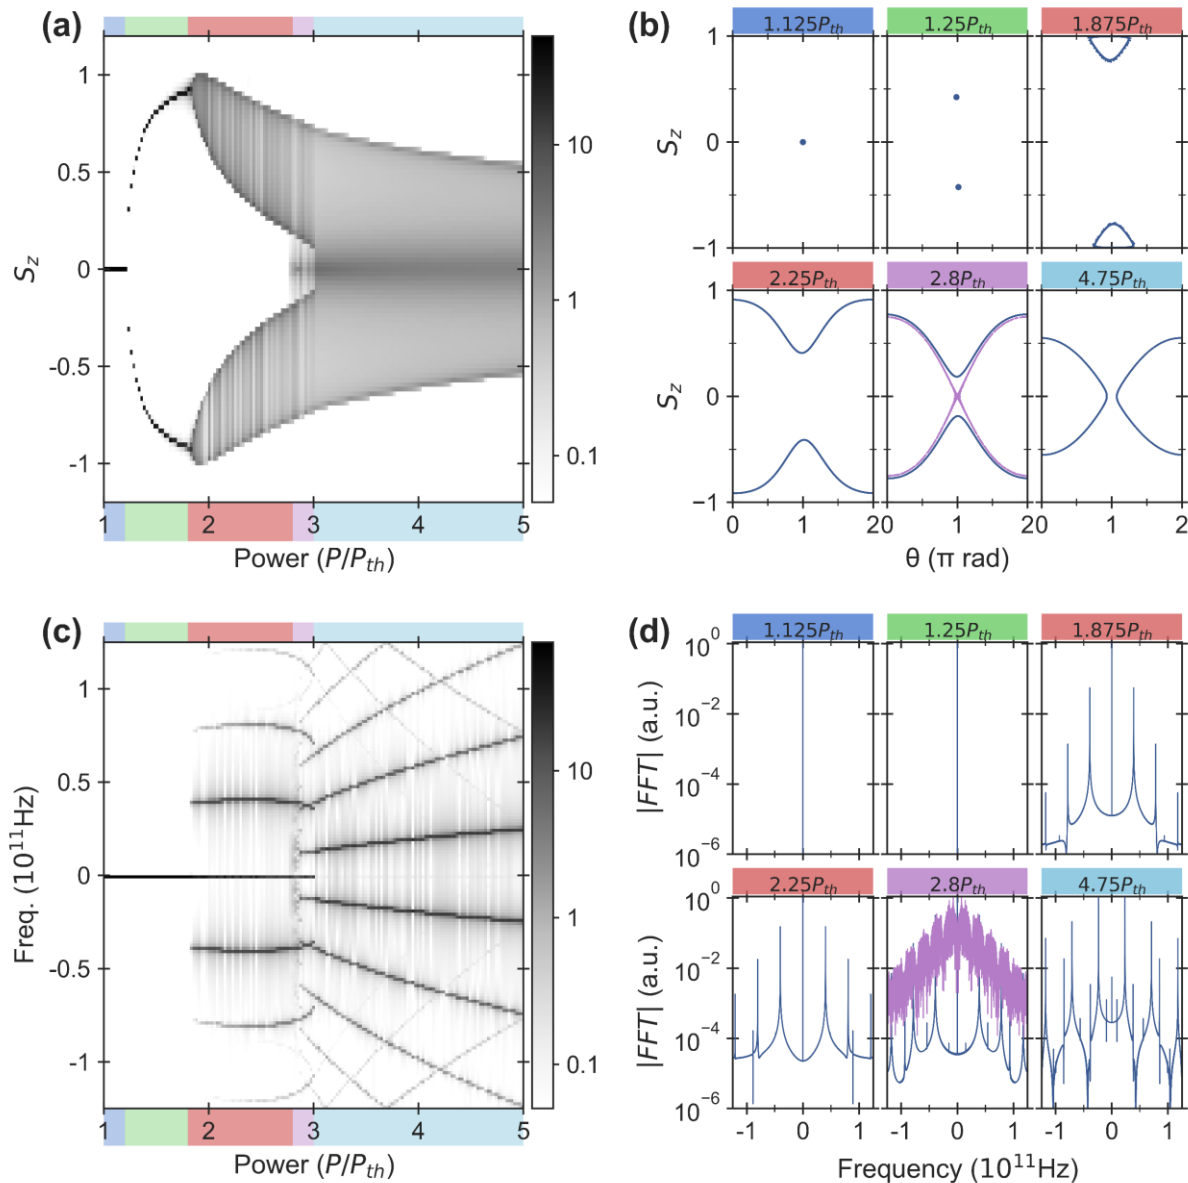 (a)
S_z
1
0.5
0
-0.5
-1
10
1
0.1
1 2 3 4 5
Power (P/P_th)
(b)
1.125P_th 1.25P_th 1.875P_th
S_z
1
0
−1
2.25P_th 2.8P_th 4.75P_th
S_z
1
0
−1
0 1 20 1 20 1 2
θ (π rad)
(c)
Freq. (10^11Hz)
1
0.5
0
-0.5
-1
10
1
0.1
1 2 3 4 5
Power (P/P_th)
(d)
1.125P_th 1.25P_th 1.875P_th
|FFT| (a.u.)
10^0
10^-2
10^-4
10^-6
2.25P_th 2.8P_th 4.75P_th
|FFT| (a.u.)
10^0
10^-2
10^-4
10^-6
-1 0 1 -1 0 1 -1 0 1
Frequency (10^11Hz)